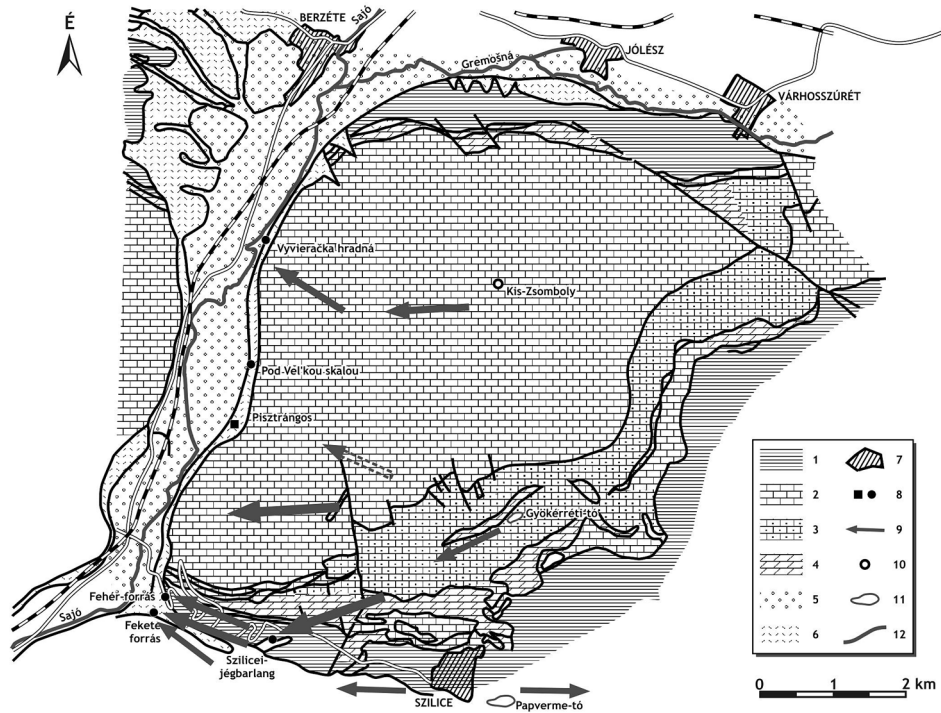 É
BERZÉTE
Sajó
Gremošná
JÓLÉSZ
VÁRHOSSZÚRÉT
Vyvieračka hradná
Kis-Zsomboly
Pod Vel'kou skalou
Pisztrángos
Gyökérréti-tó
Fehér-forrás
Sajó
Fekete
forrás
Szilicei-
jégbarlang
SZILICE
Papverme-tó
1
2
3
4
5
6
7
8
9
10
11
12
0 1 2 km